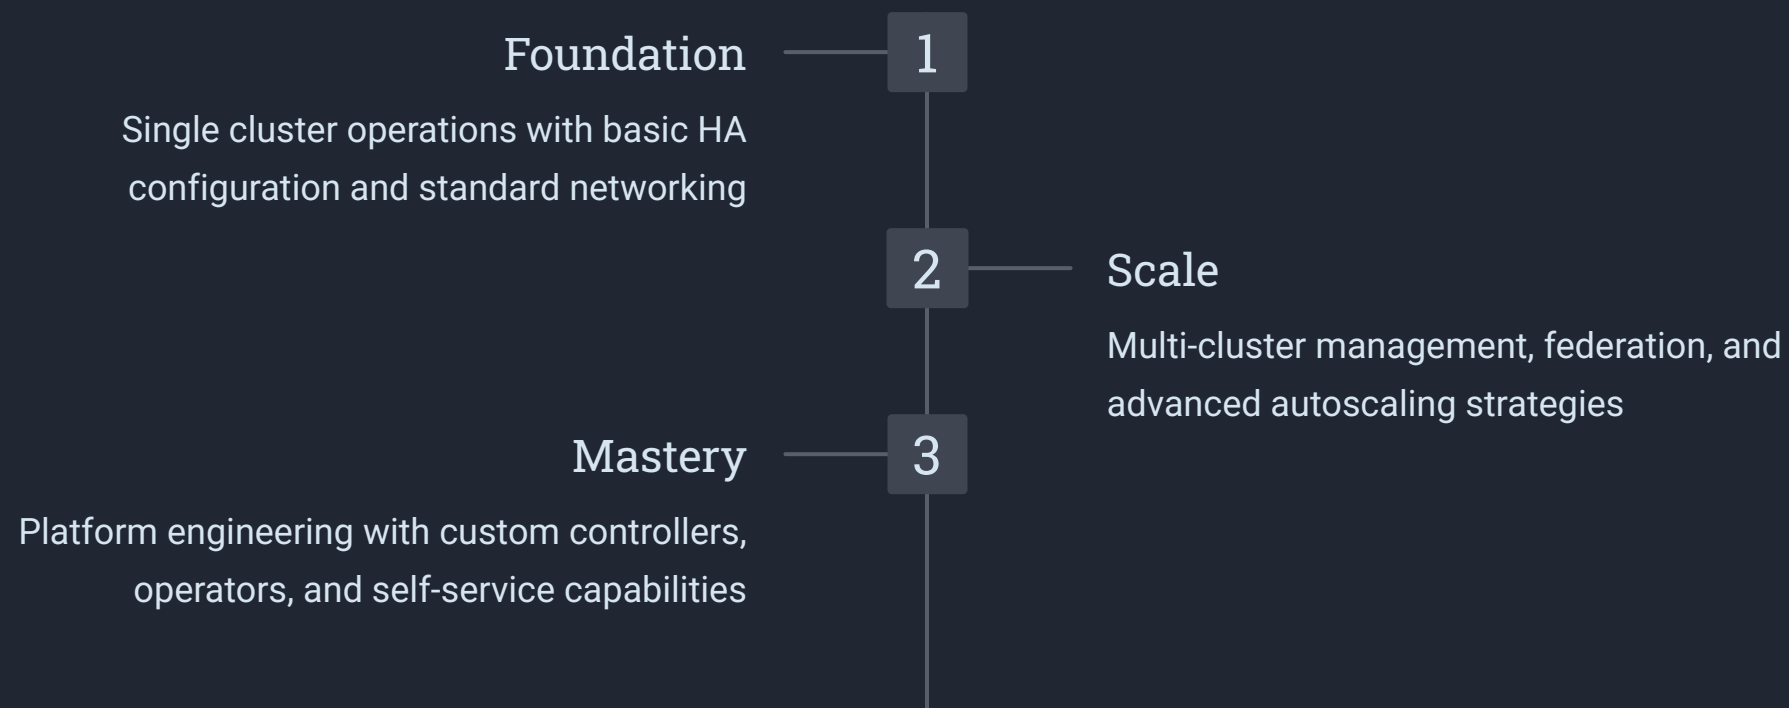 Foundation
1
Single cluster operations with basic HA
configuration and standard networking
2
Scale
Multi-cluster management, federation, and
advanced autoscaling strategies
Mastery
3
Platform engineering with custom controllers,
operators, and self-service capabilities